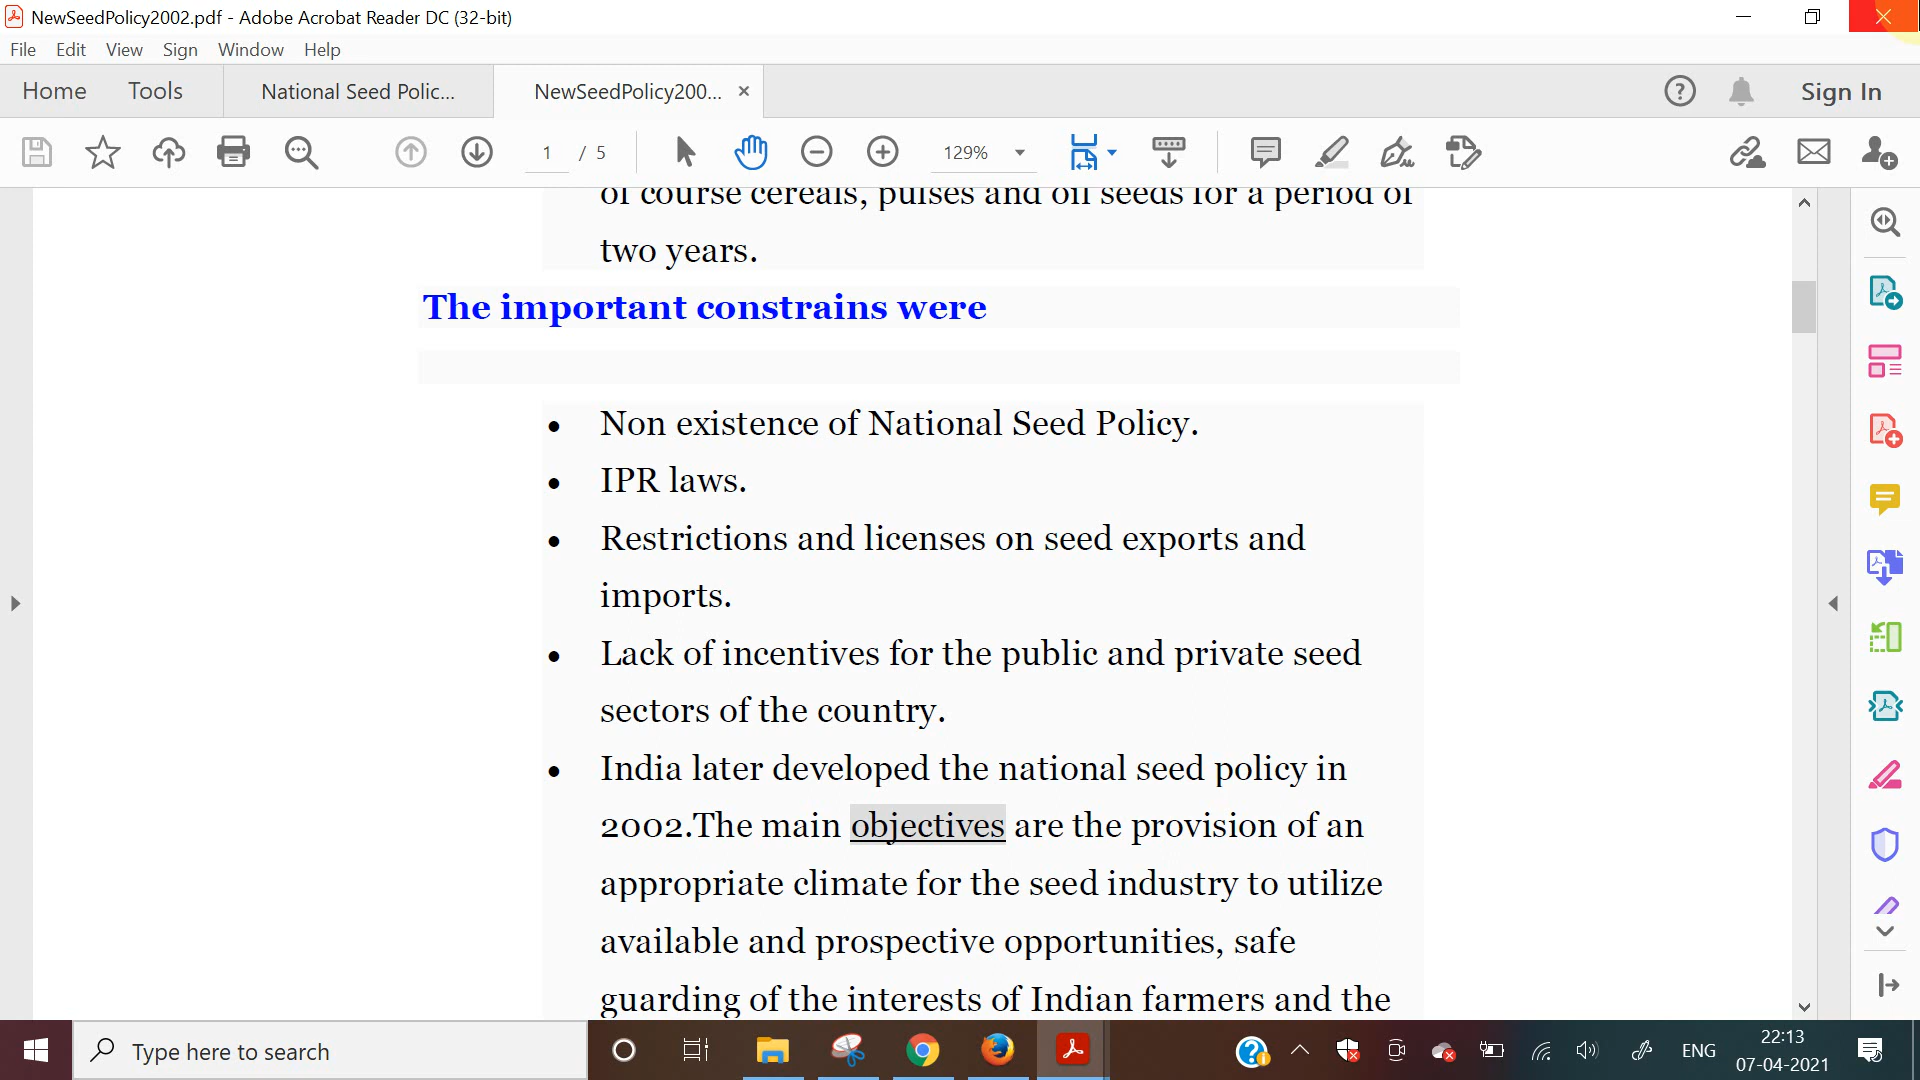 NewSeedPolicy2002.pdf - Adobe Acrobat Reader DC (32-bit)
File Edit View Sign Window Help
Home Tools National Seed Polic... NewSeedPolicy200... × Sign In
1 / 5 129%
of course cereals, pulses and oil seeds for a period of
two years.
The important constrains were
• Non existence of National Seed Policy.
• IPR laws.
• Restrictions and licenses on seed exports and
imports.
• Lack of incentives for the public and private seed
sectors of the country.
• India later developed the national seed policy in
2002.The main objectives are the provision of an
appropriate climate for the seed industry to utilize
available and prospective opportunities, safe
guarding of the interests of Indian farmers and the
Type here to search
ENG
22:13
07-04-2021